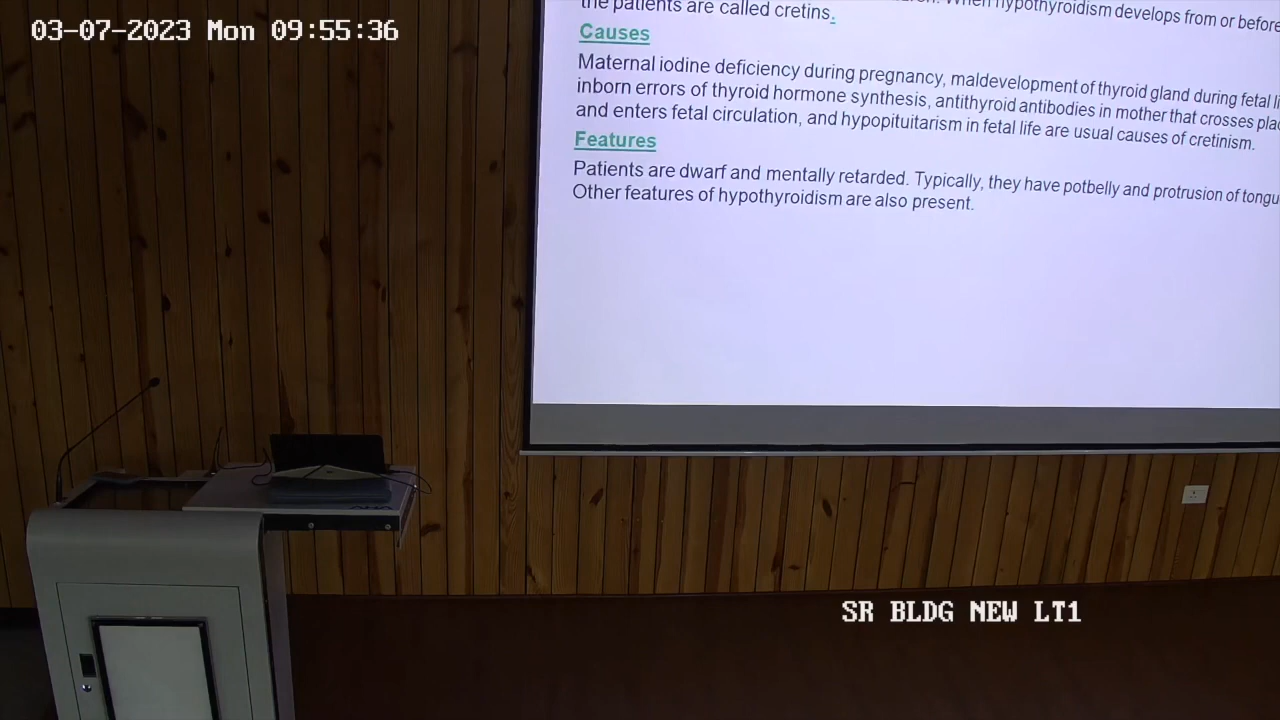 03-07-2023 Mon 09:55:36
When hypothyroidism develops from or before
the patients are called cretins.
Causes
Maternal iodine deficiency during pregnancy, maldevelopment of thyroid gland during fetal
inborn errors of thyroid hormone synthesis, antithyroid antibodies in mother that crosses
and enters fetal circulation, and hypopituitarism in fetal life are usual causes of cretinism.
Features
Patients are dwarf and mentally retarded. Typically, they have potbelly and protrusion of
Other features of hypothyroidism are also present.
SR BLDG NEW LT1